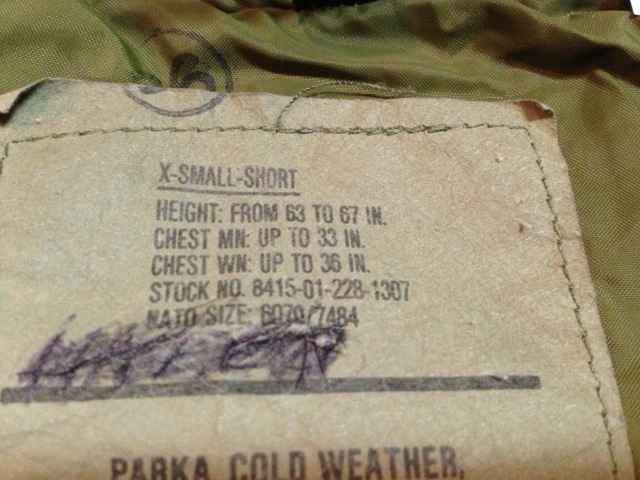 X-SMALL-SHORT
HEIGHT: FROM 63 TO 67 IN.
CHEST MN: UP TO 33 IN.
CHEST WN: UP TO 36 IN.
STOCK NO. 8415-01-228-1307
NATO SIZE: 6070/7484
PARKA, COLD WEATHER,